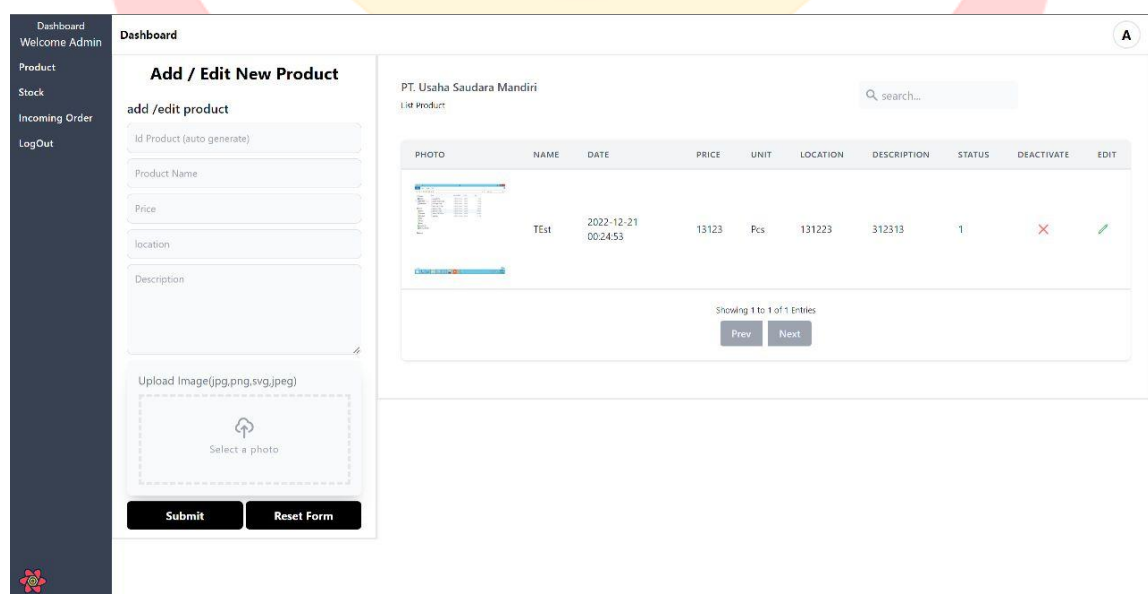 Dashboard
Welcome Admin
Product
Stock
Incoming Order
LogOut
Dashboard
A
Add / Edit New Product
add /edit product
Id Product (auto generate)
Product Name
Price
location
Description
Upload Image(jpg,png,svg,jpeg)
Select a photo
Submit
Reset Form
PT. Usaha Saudara Mandiri
List Product
search...
PHOTO NAME DATE PRICE UNIT LOCATION DESCRIPTION STATUS DEACTIVATE EDIT
TEst 2022-12-21 13123 Pcs 131223 312313 1
00:24:53
Showing 1 to 1 of 1 Entries
Prev Next